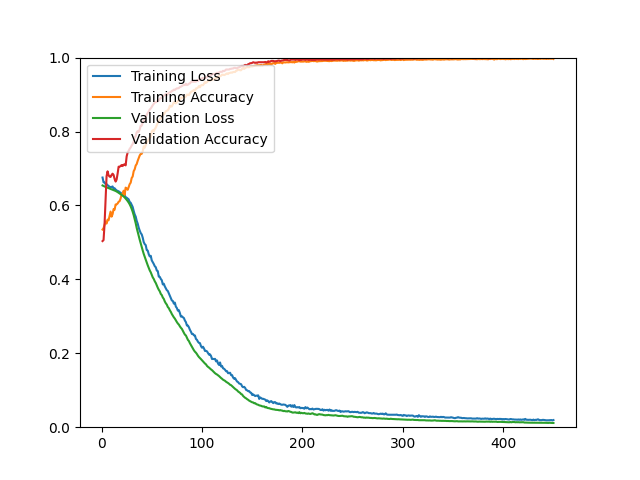 1.0
0.8
0.6
0.4
0.2
0.0
Training Loss
Training Accuracy
Validation Loss
Validation Accuracy
0 100 200 300 400